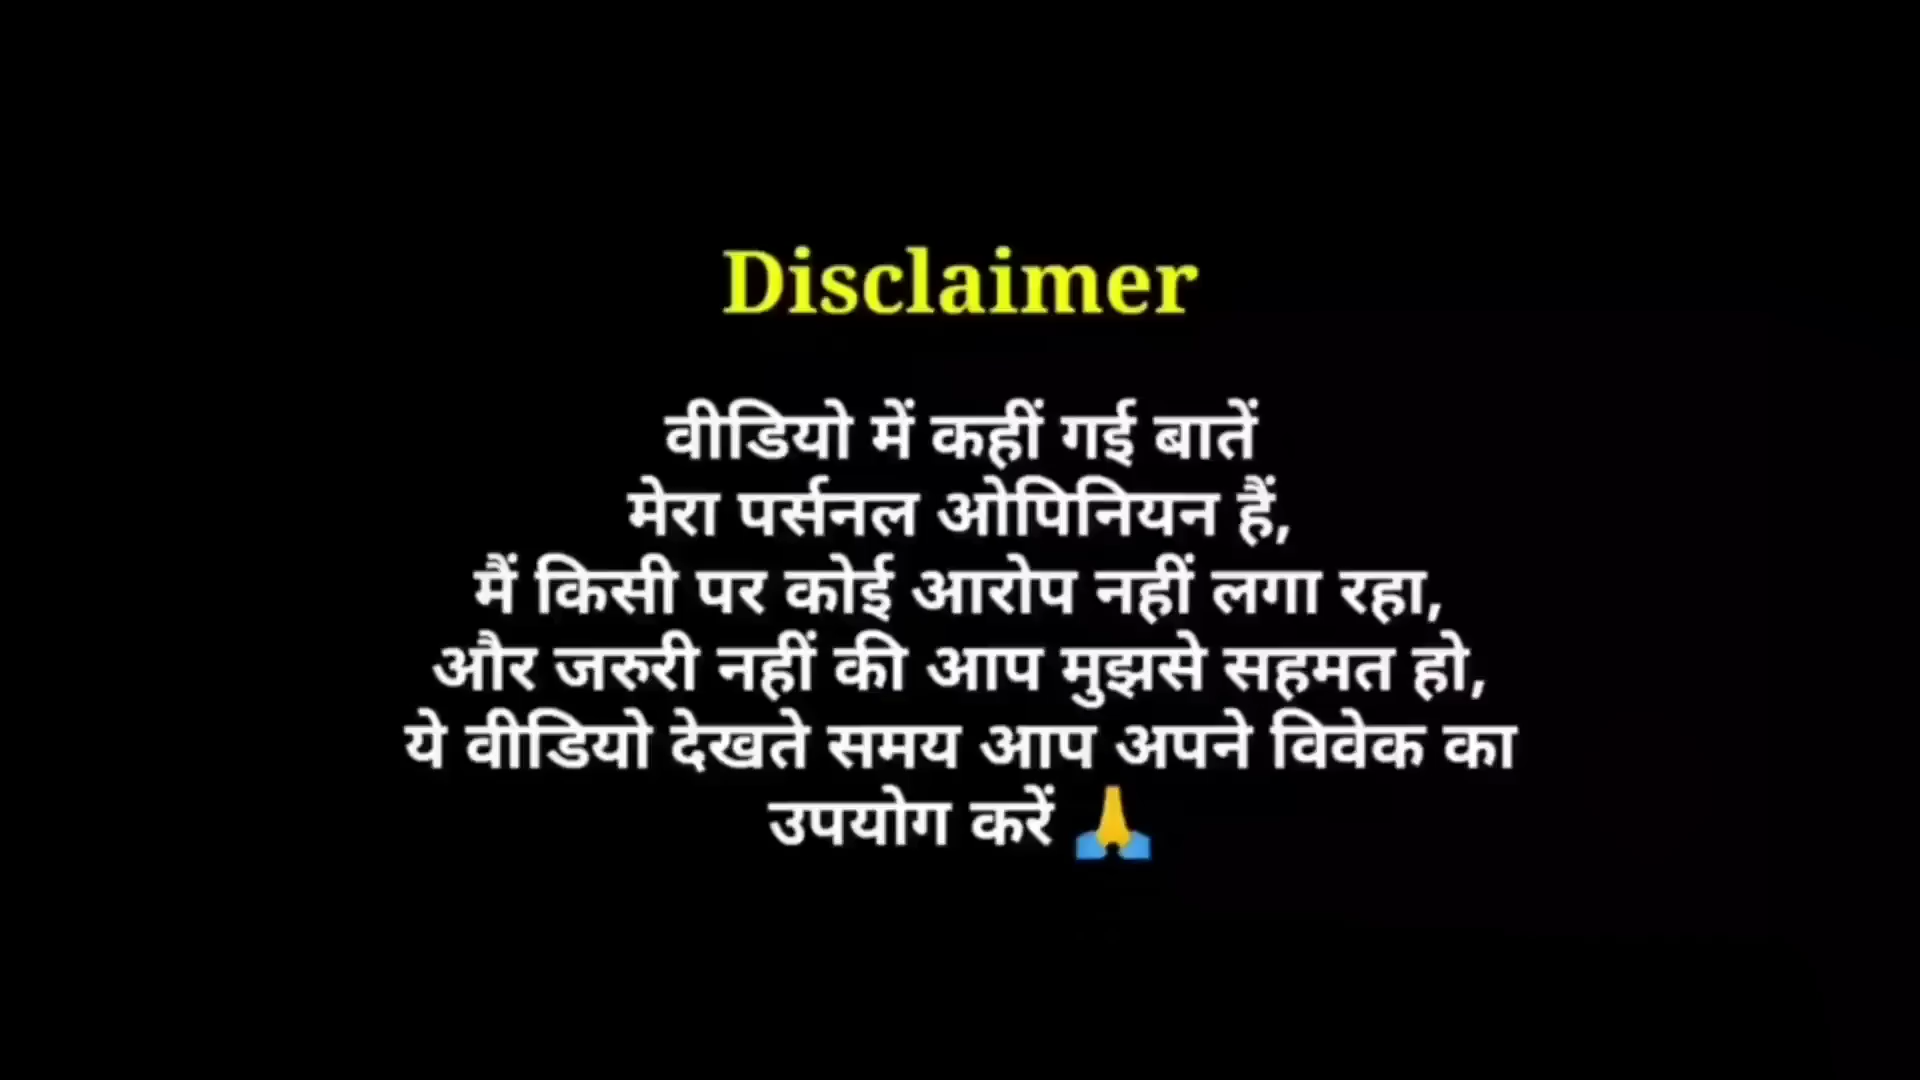 Disclaimer
वीडियो में कहीं गई बातें
मेरा पर्सनल ओपिनियन हैं,
मैं किसी पर कोई आरोप नहीं लगा रहा,
और जरुरी नहीं की आप मुझसे सहमत हो,
ये वीडियो देखते समय आप अपने विवेक का
उपयोग करें 🙏